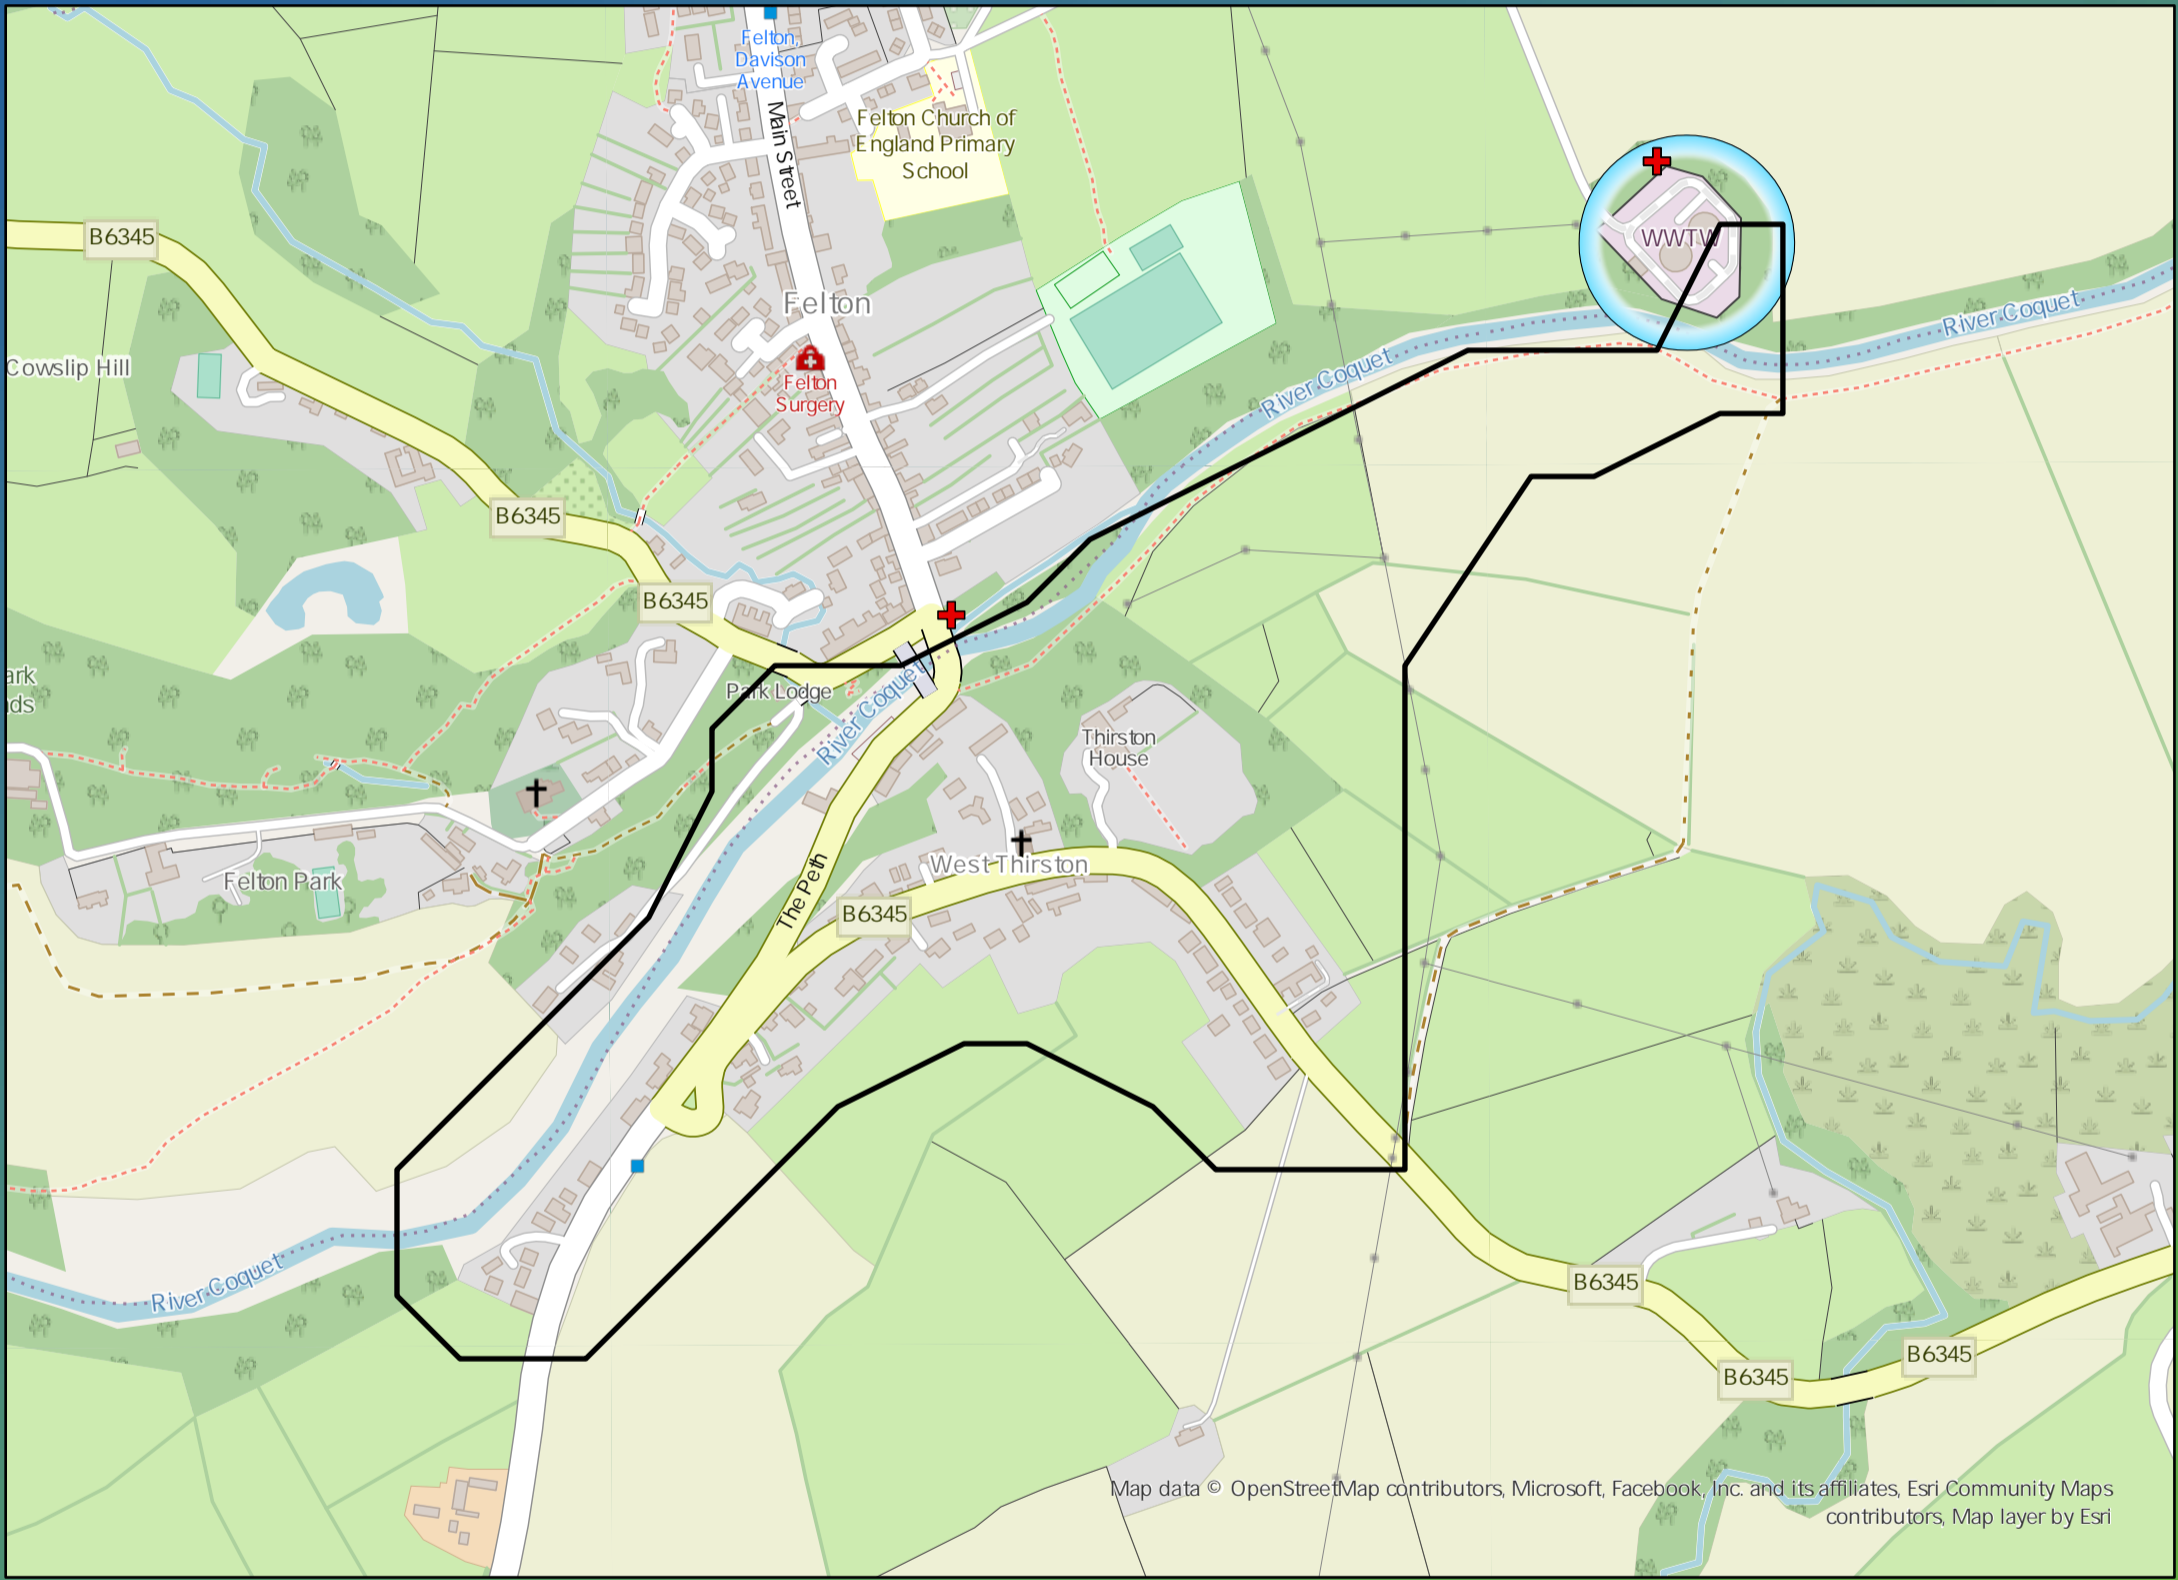 Felton,
Davison
Avenue
Main Street
Felton Church of
England Primary
School
B6345
WWTW
Felton
River Coquet
Cowslip Hill
River Coquet
Felton
Surgery
B6345
B6345
ark
ds
Park Lodge
River Coquet
Thirston
House
West Thirston
Felton Park
The Peth
B6345
River Coquet
B6345
B6345
B6345
Map data © OpenStreetMap contributors, Microsoft, Facebook, Inc. and its affiliates, Esri Community Maps
contributors, Map layer by Esri